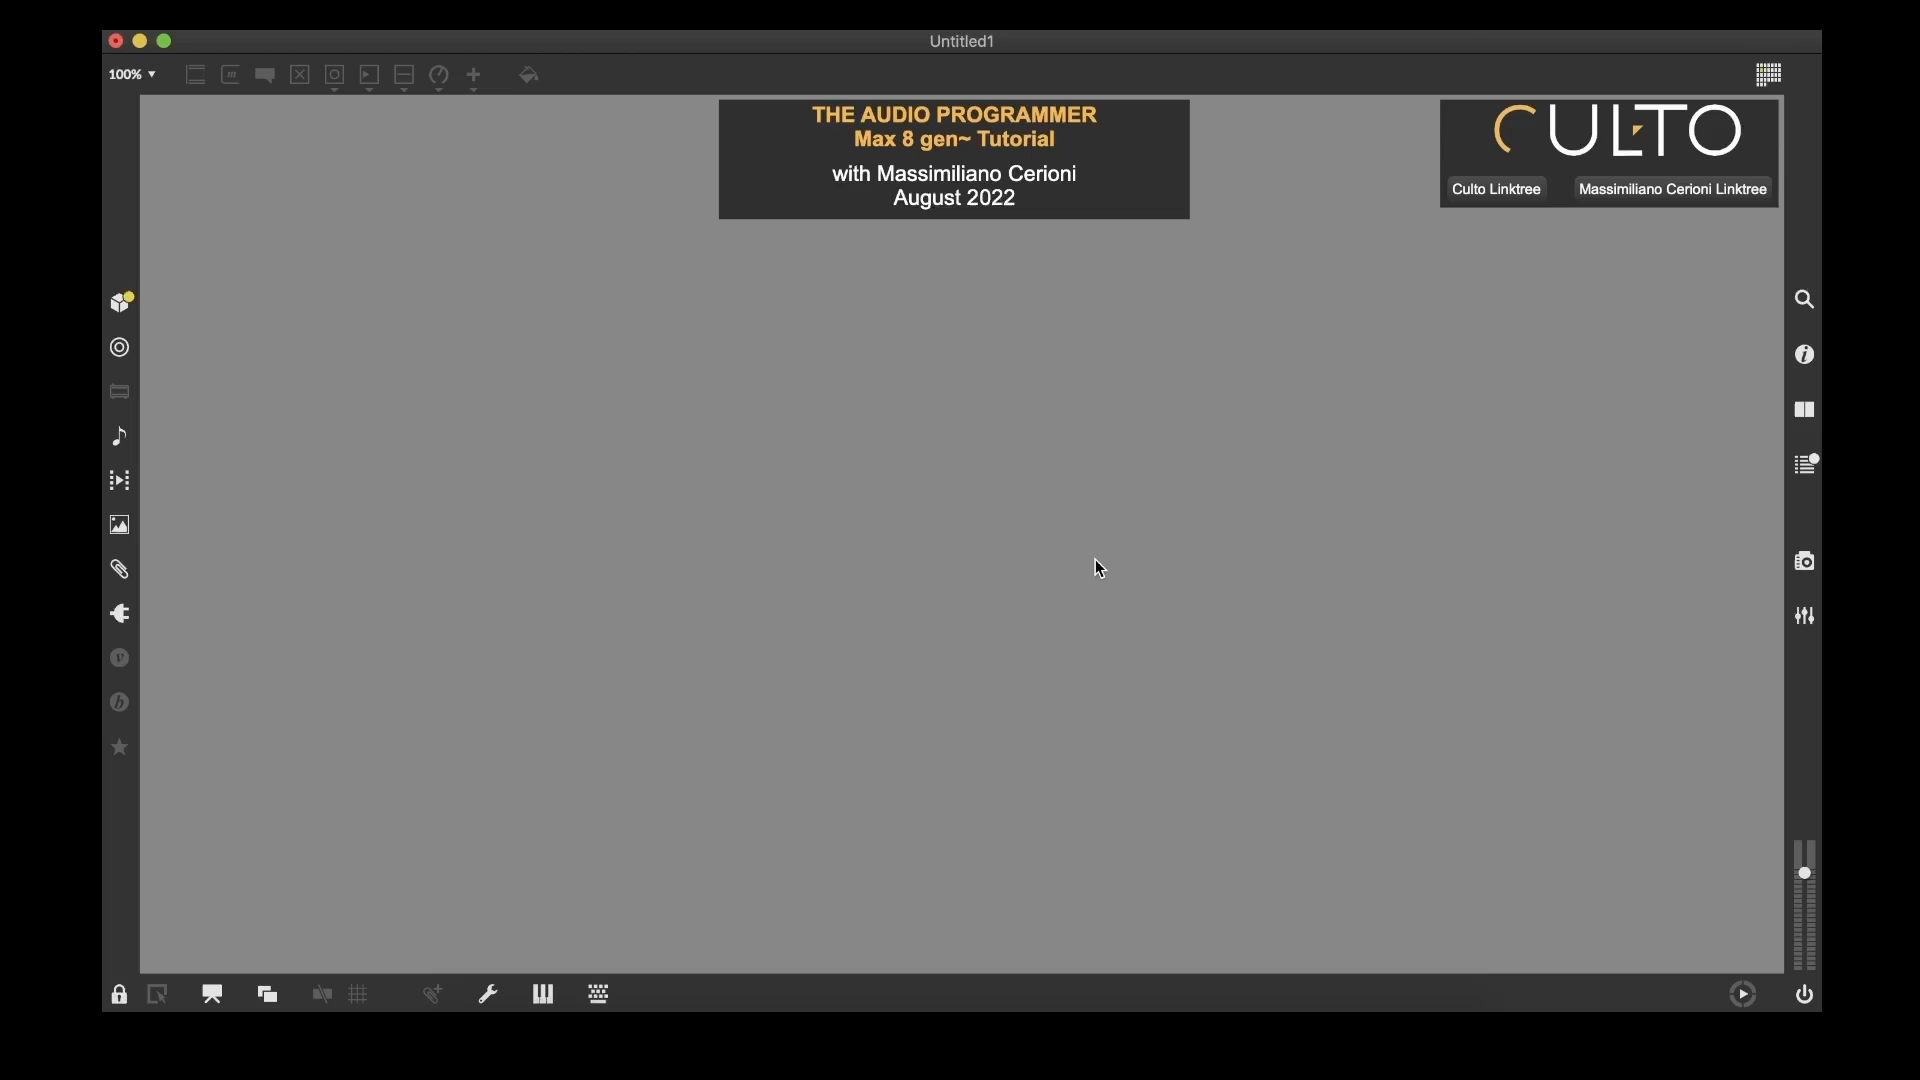 Untitled1
100%
THE AUDIO PROGRAMMER
Max 8 gen~ Tutorial
with Massimiliano Cerioni
August 2022
CULTO
Culto Linktree
Massimiliano Cerioni Linktree